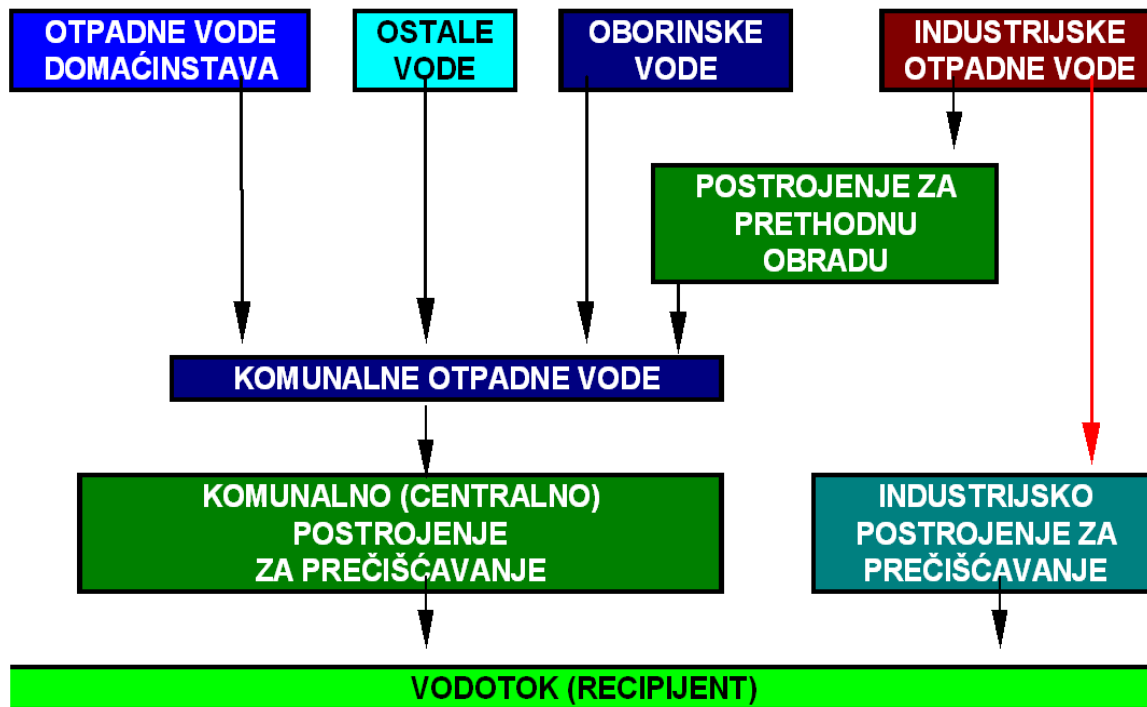 OTPADNE VODE
DOMAĆINSTAVA
OSTALE
VODE
OBORINSKE
VODE
INDUSTRIJSKE
OTPADNE VODE
POSTROJENJE ZA
PRETHODNU
OBRADU
KOMUNALNE OTPADNE VODE
KOMUNALNO (CENTRALNO)
POSTROJENJE
ZA PREČIŠĆAVANJE
INDUSTRIJSKO
POSTROJENJE ZA
PREČIŠĆAVANJE
VODOTOK (RECIPIJENT)